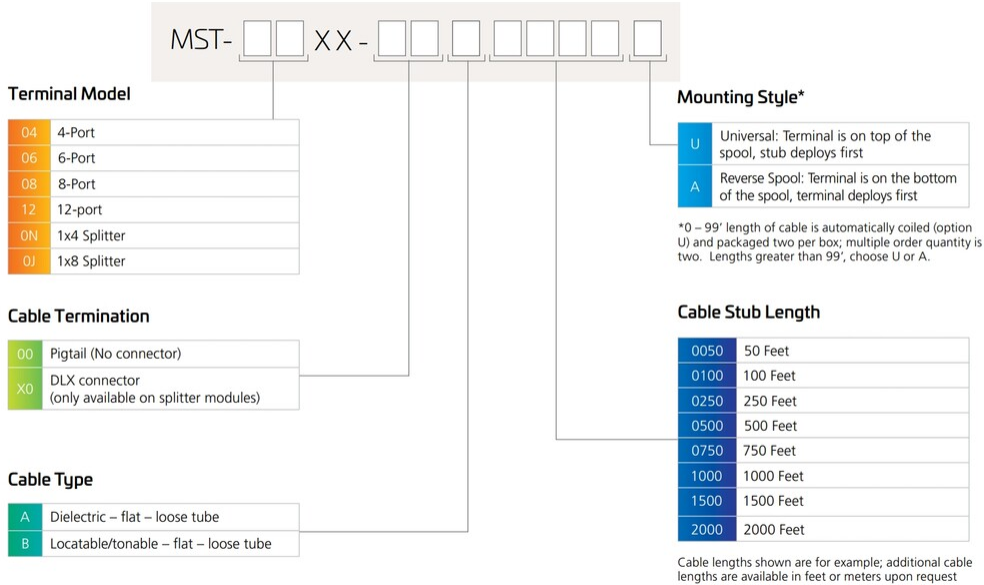 MST- XX -
Terminal Model
04 4-Port
06 6-Port
08 8-Port
12 12-port
0N 1x4 Splitter
0J 1x8 Splitter
Cable Termination
00 Pigtail (No connector)
X0 DLX connector
(only available on splitter modules)
Cable Type
A Dielectric – flat – loose tube
B Locatable/tonable – flat – loose tube
Mounting Style*
U Universal: Terminal is on top of the
spool, stub deploys first
A Reverse Spool: Terminal is on the bottom
of the spool, terminal deploys first
*0 – 99’ length of cable is automatically coiled (option
U) and packaged two per box; multiple order quantity is
two. Lengths greater than 99’, choose U or A.
Cable Stub Length
0050 50 Feet
0100 100 Feet
0250 250 Feet
0500 500 Feet
0750 750 Feet
1000 1000 Feet
1500 1500 Feet
2000 2000 Feet
Cable lengths shown are for example; additional cable
lengths are available in feet or meters upon request